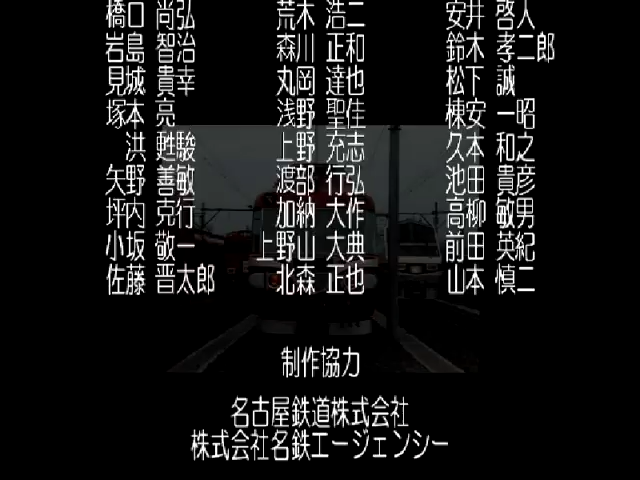 橋口 尚弘 荒木 浩二 安井 啓人
岩島 智治 森川 正和 鈴木 孝二郎
見城 貴幸 丸岡 達也 松下 誠
塚本 亮 浅野 聖佳 棟安 一昭
洪 甦駿 上野 充志 久本 和之
矢野 善敏 渡部 行弘 池田 貴彦
坪内 克行 加納 大作 高柳 敏男
小坂 敬一 上野山 大典 前田 英紀
佐藤 晋太郎 北森 正也 山本 慎二
制作協力
名古屋鉄道株式会社
株式会社名鉄エージェンシー